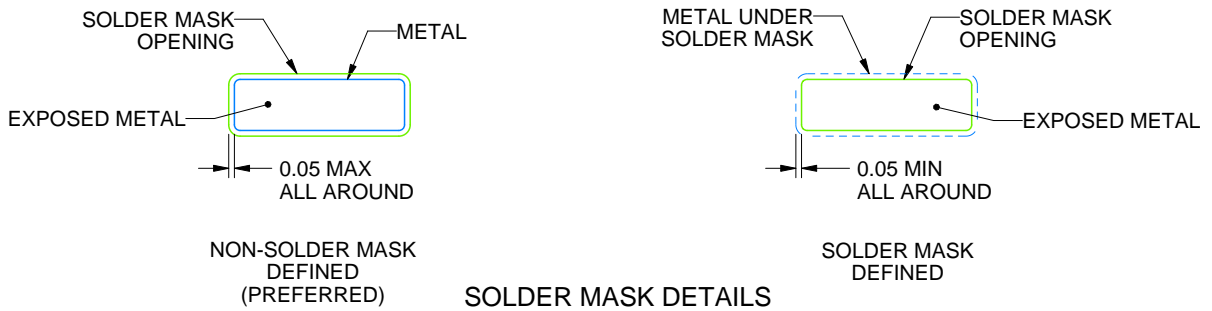 SOLDER MASK
OPENING
METAL
EXPOSED METAL
0.05 MAX
ALL AROUND
NON-SOLDER MASK
DEFINED
(PREFERRED)
METAL UNDER
SOLDER MASK
SOLDER MASK
OPENING
EXPOSED METAL
0.05 MIN
ALL AROUND
SOLDER MASK
DEFINED
SOLDER MASK DETAILS